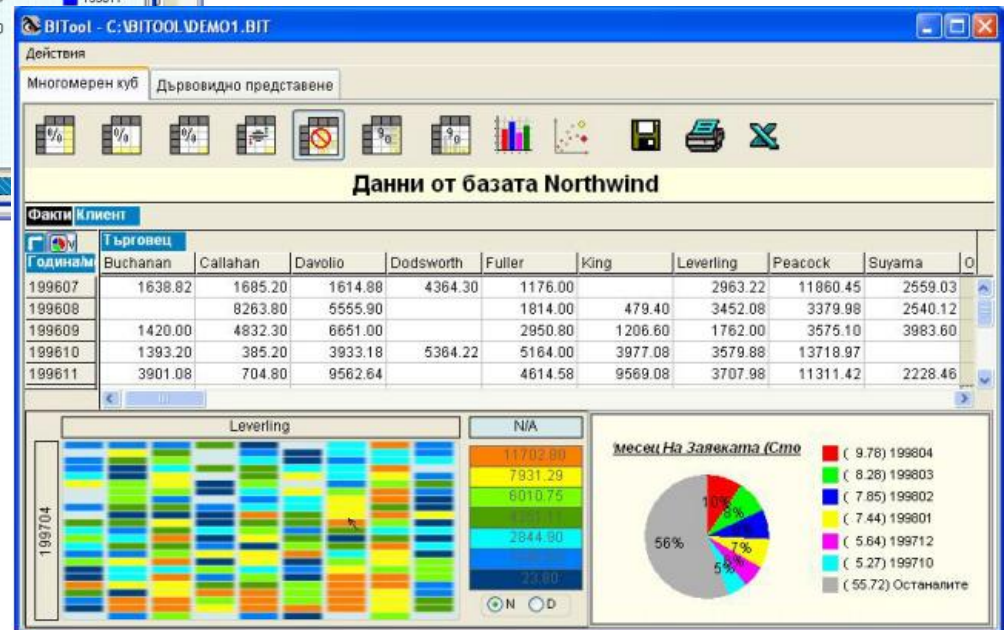 BITool - C:\BITOOL\DEMO1.BIT
Действия
Многомерен куб Дървовидно представене
Данни от базата Northwind
Факти Клиент
Търговец
Година/м Buchanan Callahan Davolio Dodsworth Fuller King Leverling Peacock Suyama
199607 1638.82 1685.20 1614.88 4364.30 1176.00 2963.22 11860.45 2559.03
199608 8263.80 5555.90 1814.00 479.40 3452.08 3379.98 2540.12
199609 1420.00 4832.30 6651.00 2950.80 1206.60 1762.00 3575.10 3983.60
199610 1393.20 385.20 3933.18 5364.22 5164.00 3977.08 3579.88 13718.97
199611 3901.08 704.80 9562.64 4614.58 9569.08 3707.98 11311.42 2228.46
Leverling N/A
199704
11702.80
7931.29
6010.75
2844.90
23.80
N D
месец На Заявката (Сто
10%
8%
7%
5%
56%
( 9.78) 199804
( 8.28) 199803
( 7.85) 199802
( 7.44) 199801
( 5.64) 199712
( 5.27) 199710
( 55.72) Останалите